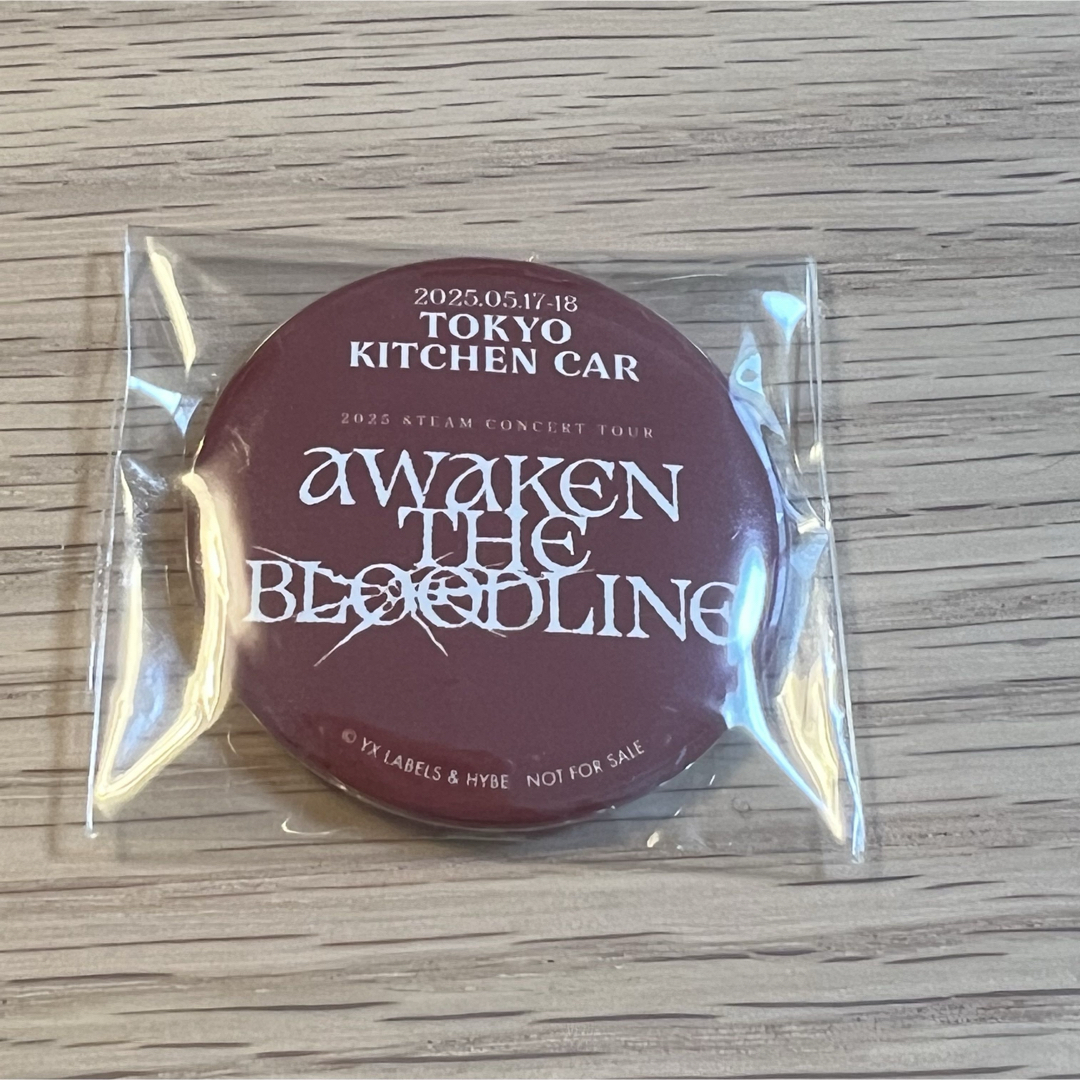 2025.05.17-18
TOKYO
KITCHEN CAR
2025 &TEAM CONCERT TOUR
AWAKEN
THE
BLOODLINE
© YX LABELS & HYBE NOT FOR SALE